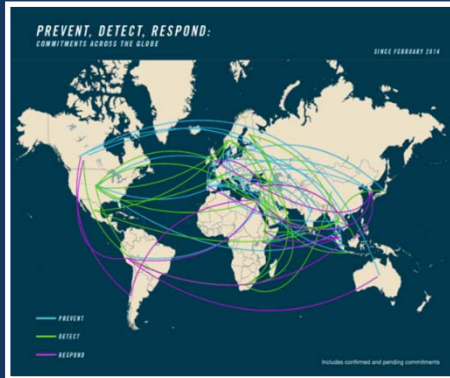 PREVENT, DETECT, RESPOND:
COMMITMENTS ACROSS THE GLOBE
SINCE FEBRUARY 2014
PREVENT
DETECT
RESPOND
Includes confirmed and pending commitments